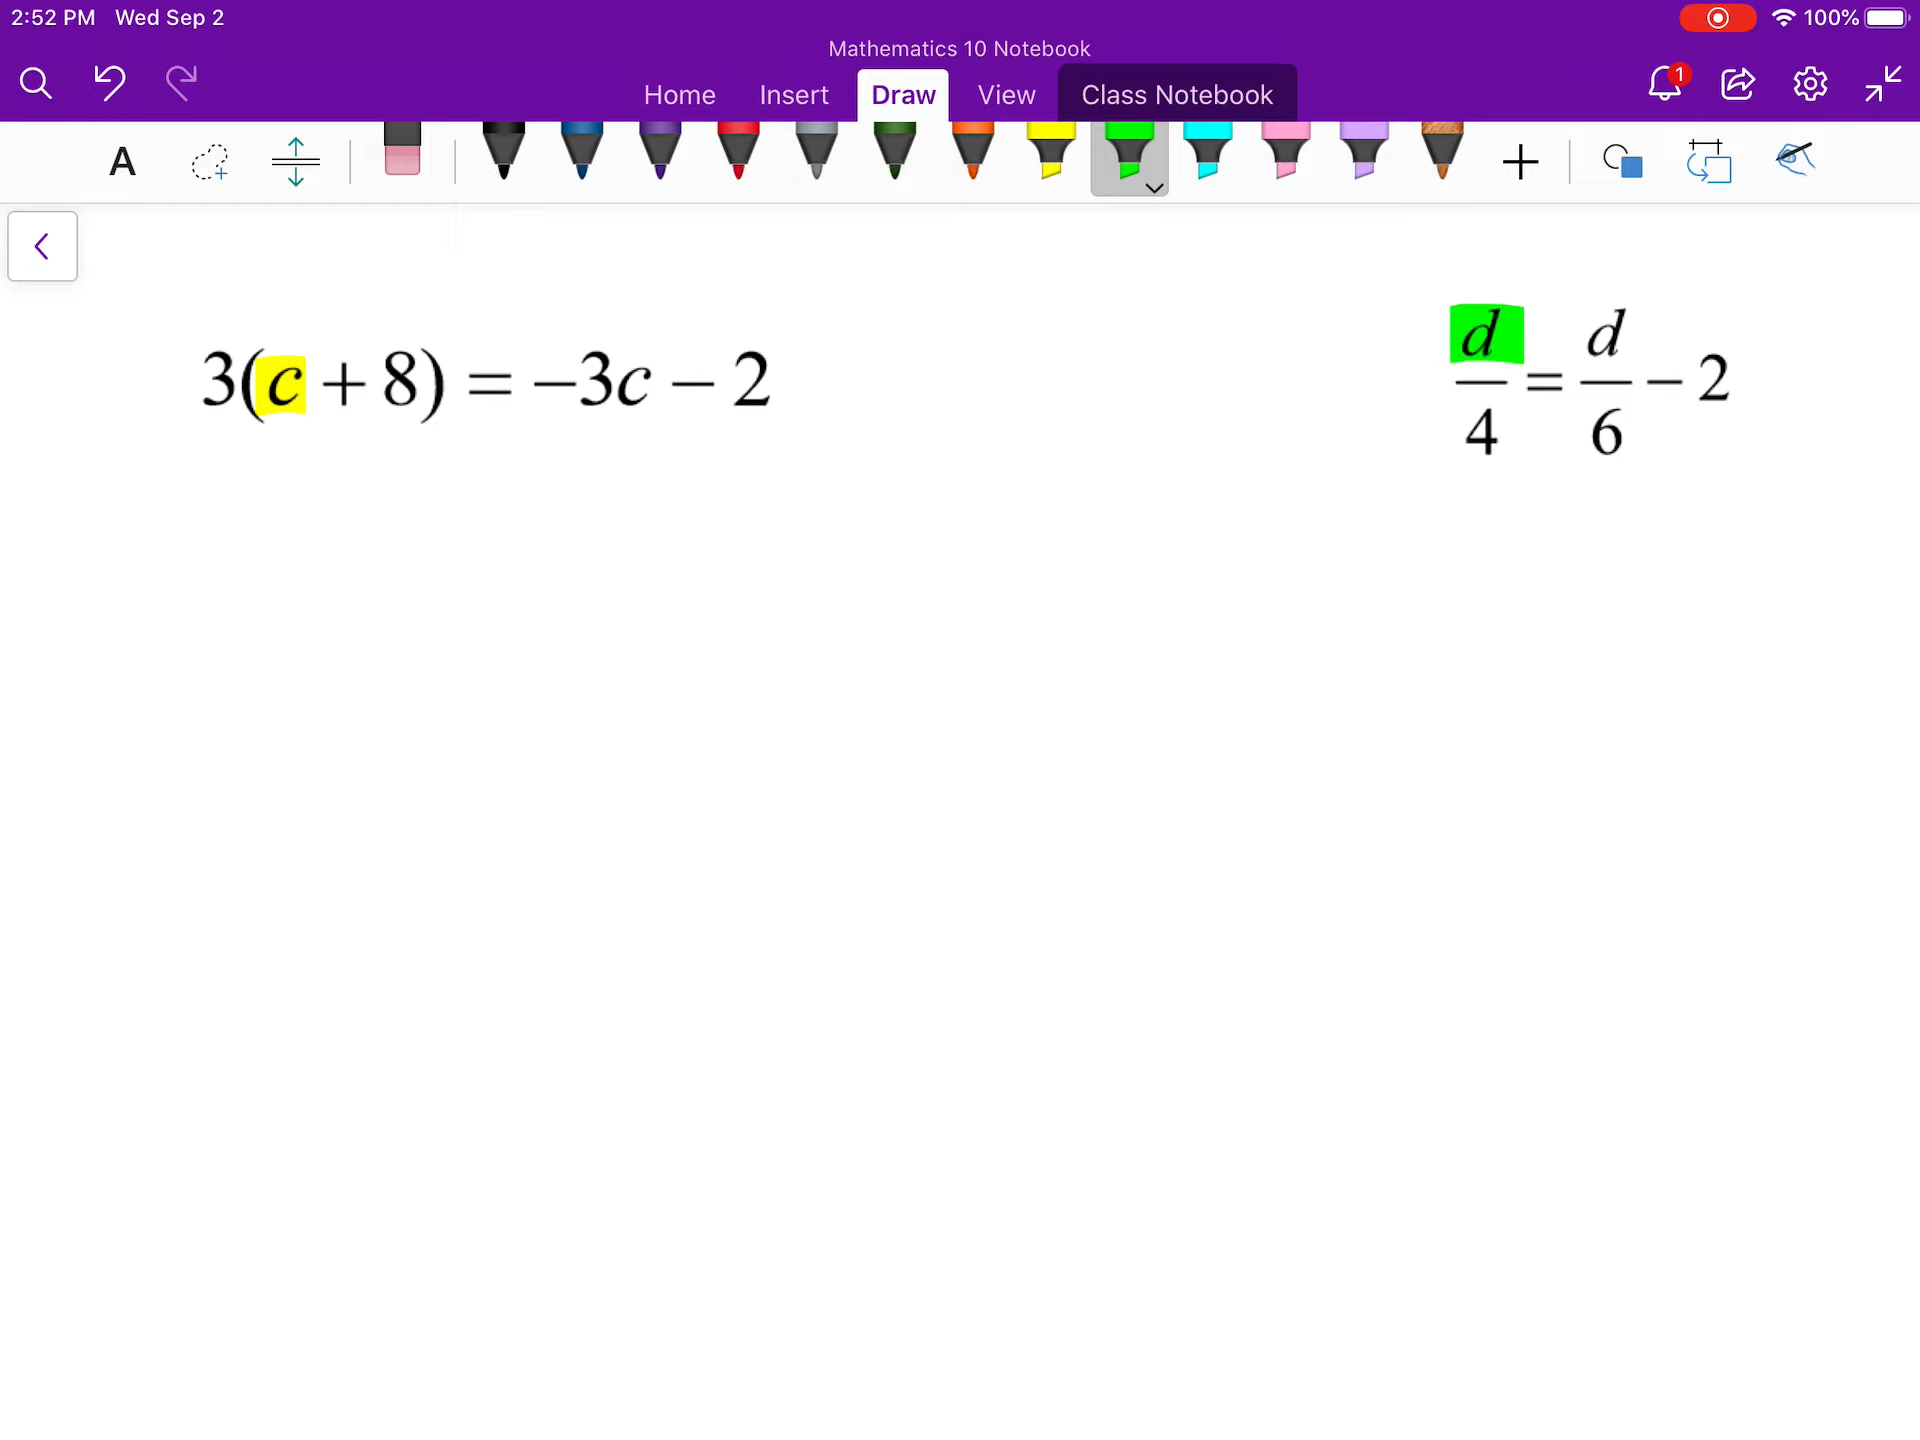 2:52 PM Wed Sep 2 100%
Mathematics 10 Notebook
Home Insert Draw View Class Notebook 1
A
3(c + 8) = −3c − 2
d/4 = d/6 − 2